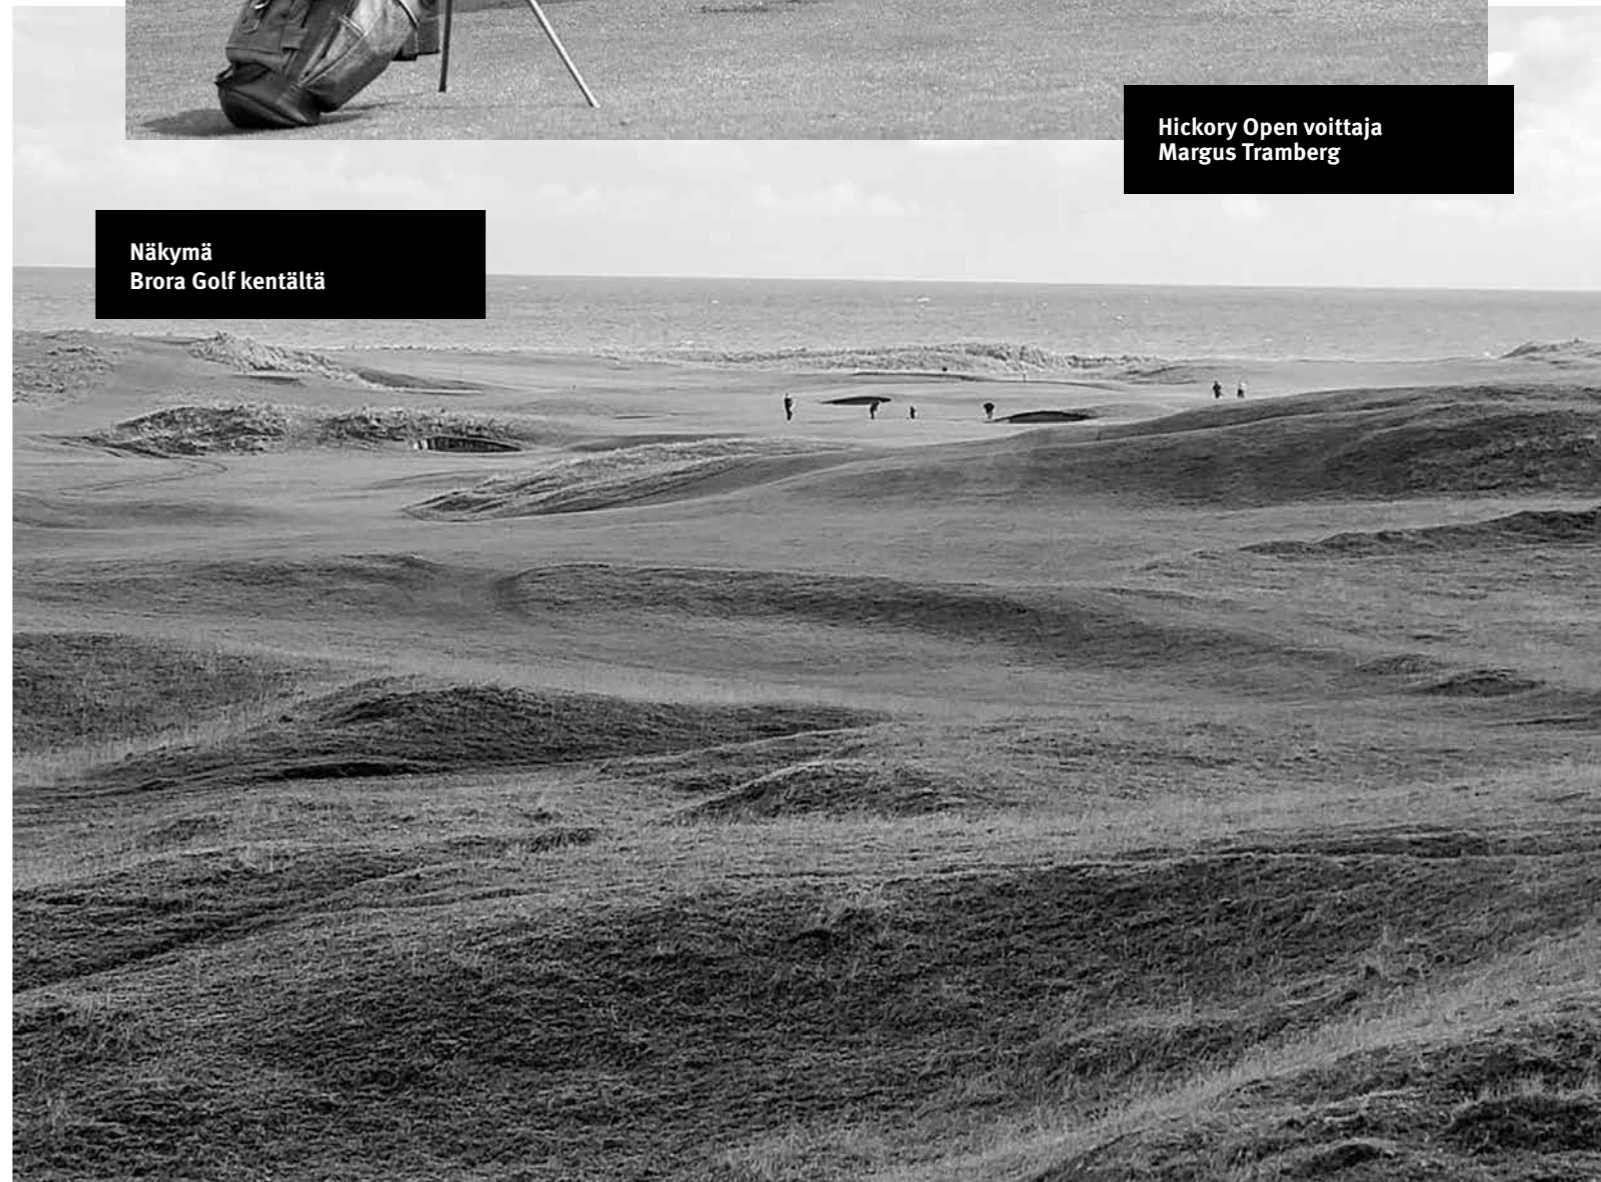 Hickory Open voittaja
Margus Tramberg
Näkymä
Brora Golf kentältä